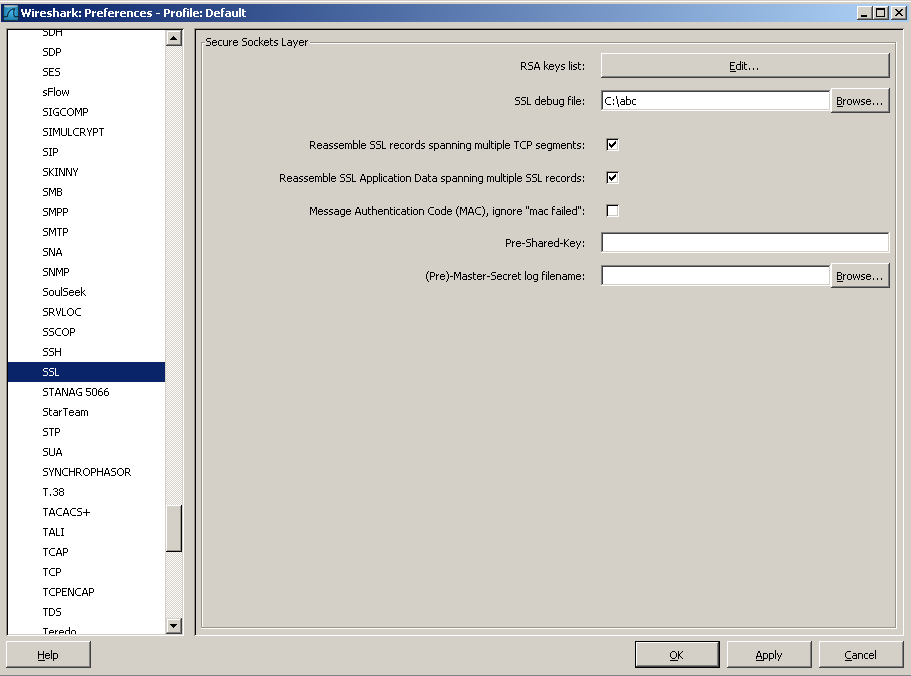 Wireshark: Preferences - Profile: Default
SDH
SDP
SES
sFlow
SIGCOMP
SIMULCRYPT
SIP
SKINNY
SMB
SMPP
SMTP
SNA
SNMP
SoulSeek
SRVLOC
SSCOP
SSH
SSL
STANAG 5066
StarTeam
STP
SUA
SYNCHROPHASOR
T.38
TACACS+
TALI
TCAP
TCP
TCPENCAP
TDS
Teredo
Secure Sockets Layer
RSA keys list: Edit...
SSL debug file: C:\abc Browse...
Reassemble SSL records spanning multiple TCP segments:
Reassemble SSL Application Data spanning multiple SSL records:
Message Authentication Code (MAC), ignore "mac failed":
Pre-Shared-Key:
(Pre)-Master-Secret log filename: Browse...
Help OK Apply Cancel